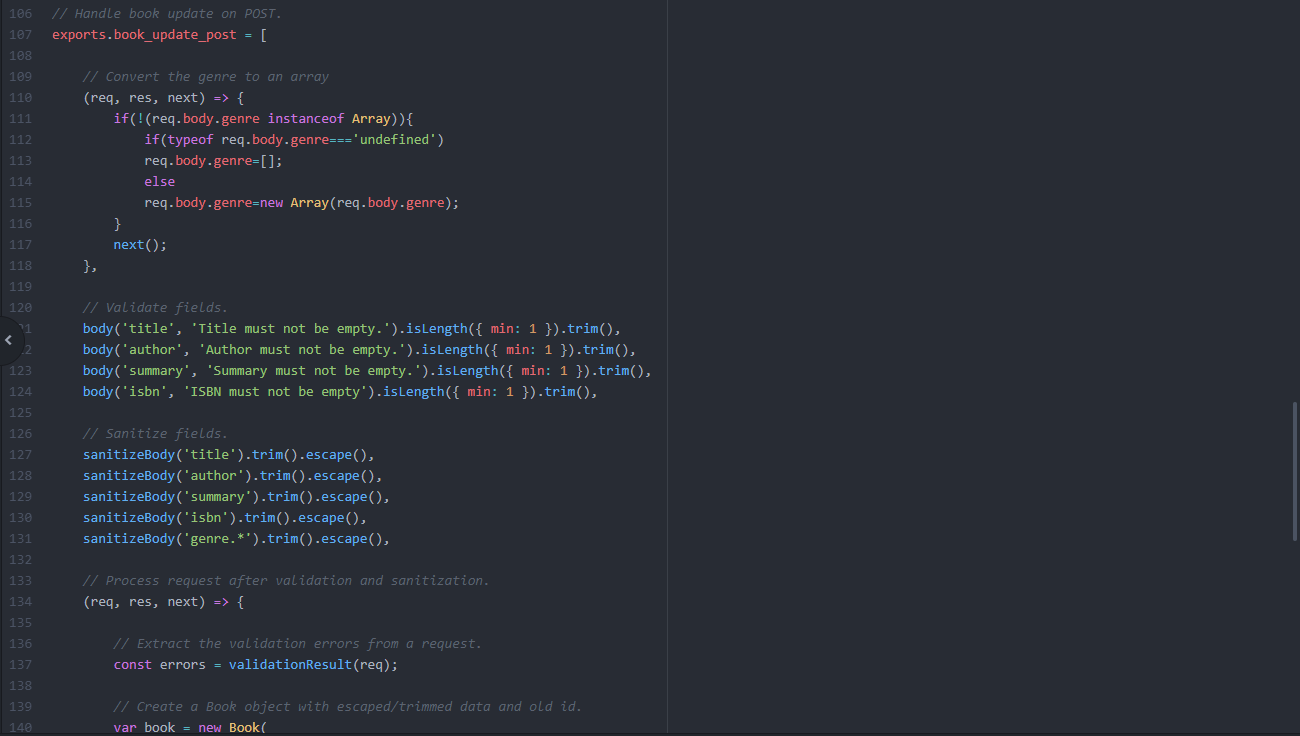 106 // Handle book update on POST.
107 exports.book_update_post = [
108
109 // Convert the genre to an array
110 (req, res, next) => {
111 if(!(req.body.genre instanceof Array)){
112 if(typeof req.body.genre==='undefined')
113 req.body.genre=[];
114 else
115 req.body.genre=new Array(req.body.genre);
116 }
117 next();
118 },
119
120 // Validate fields.
21 body('title', 'Title must not be empty.').isLength({ min: 1 }).trim(),
2 body('author', 'Author must not be empty.').isLength({ min: 1 }).trim(),
123 body('summary', 'Summary must not be empty.').isLength({ min: 1 }).trim(),
124 body('isbn', 'ISBN must not be empty').isLength({ min: 1 }).trim(),
125
126 // Sanitize fields.
127 sanitizeBody('title').trim().escape(),
128 sanitizeBody('author').trim().escape(),
129 sanitizeBody('summary').trim().escape(),
130 sanitizeBody('isbn').trim().escape(),
131 sanitizeBody('genre.*').trim().escape(),
132
133 // Process request after validation and sanitization.
134 (req, res, next) => {
135
136 // Extract the validation errors from a request.
137 const errors = validationResult(req);
138
139 // Create a Book object with escaped/trimmed data and old id.
140 var book = new Book(